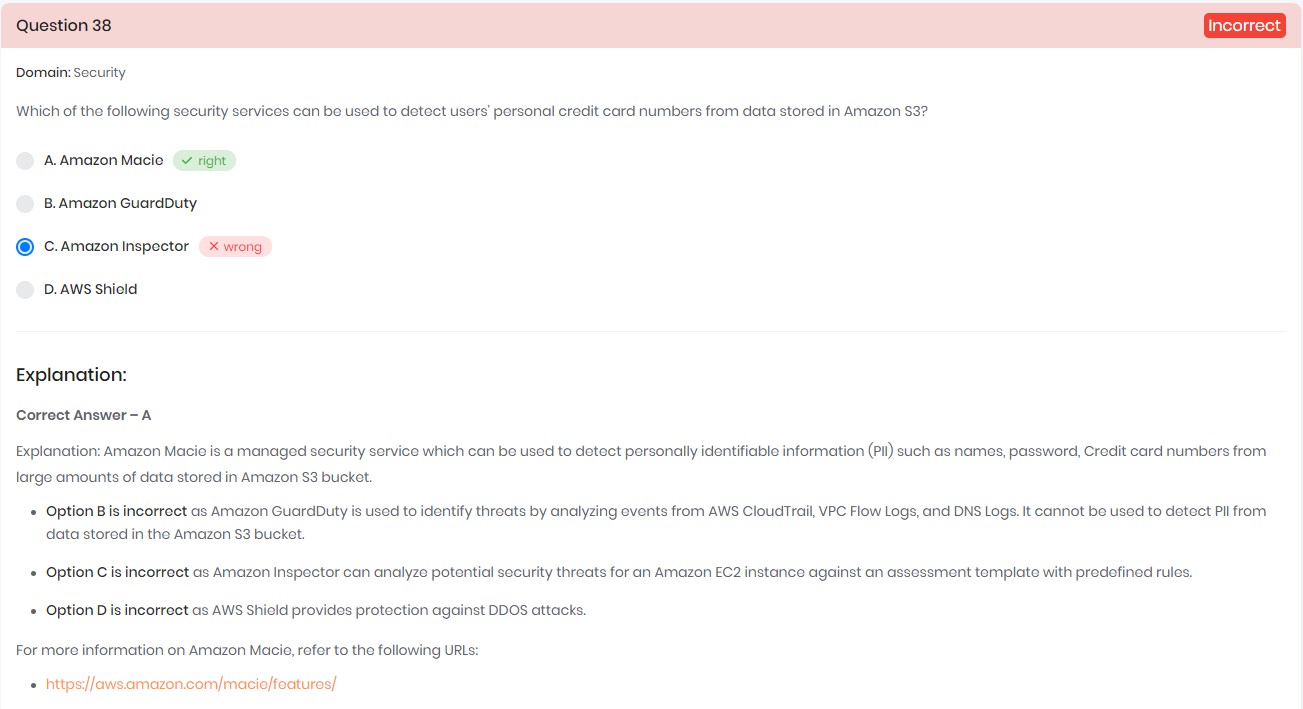 Question 38
Incorrect
Domain: Security
Which of the following security services can be used to detect users' personal credit card numbers from data stored in Amazon S3?
A. Amazon Macie
right
B. Amazon GuardDuty
C. Amazon Inspector
wrong
D. AWS Shield
Explanation:
Correct Answer – A
Explanation: Amazon Macie is a managed security service which can be used to detect personally identifiable information (PII) such as names, password, Credit card numbers from
large amounts of data stored in Amazon S3 bucket.
Option B is incorrect as Amazon GuardDuty is used to identify threats by analyzing events from AWS CloudTrail, VPC Flow Logs, and DNS Logs. It cannot be used to detect PII from
data stored in the Amazon S3 bucket.
Option C is incorrect as Amazon Inspector can analyze potential security threats for an Amazon EC2 instance against an assessment template with predefined rules.
Option D is incorrect as AWS Shield provides protection against DDOS attacks.
For more information on Amazon Macie, refer to the following URLs:
https://aws.amazon.com/macie/features/